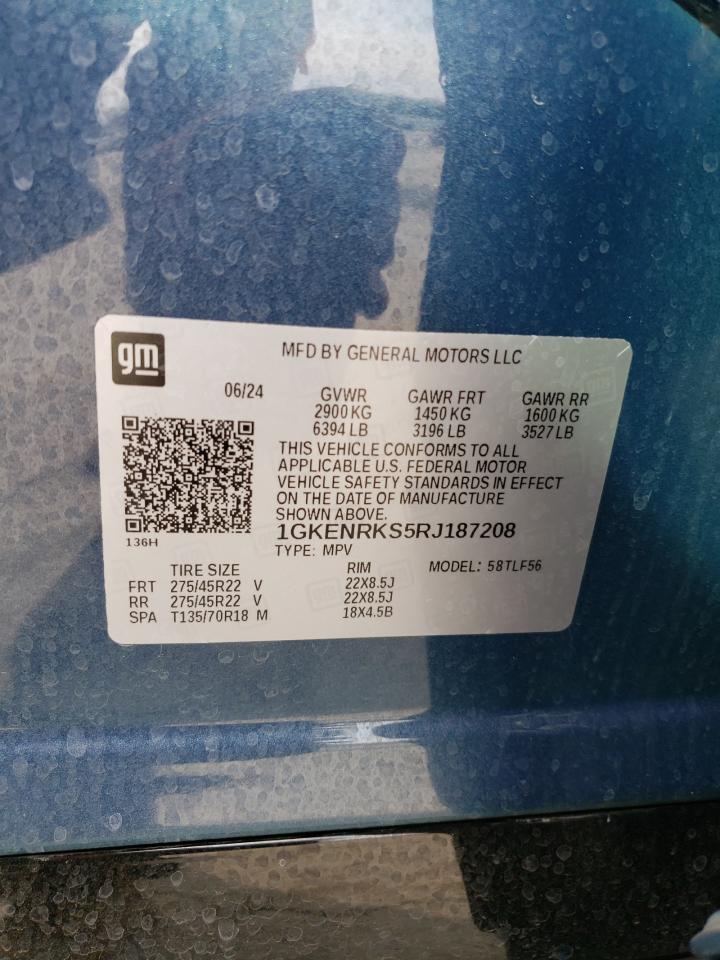 gm
MFD BY GENERAL MOTORS LLC
06/24
GVWR GAWR FRT GAWR RR
2900 KG 1450 KG 1600 KG
6394 LB 3196 LB 3527 LB
THIS VEHICLE CONFORMS TO ALL
APPLICABLE U.S. FEDERAL MOTOR
VEHICLE SAFETY STANDARDS IN EFFECT
ON THE DATE OF MANUFACTURE
SHOWN ABOVE.
136H
1GKENRKS5RJ187208
TYPE: MPV
TIRE SIZE RIM MODEL: 58TLF56
FRT 275/45R22 V 22X8.5J
RR 275/45R22 V 22X8.5J
SPA T135/70R18 M 18X4.5B